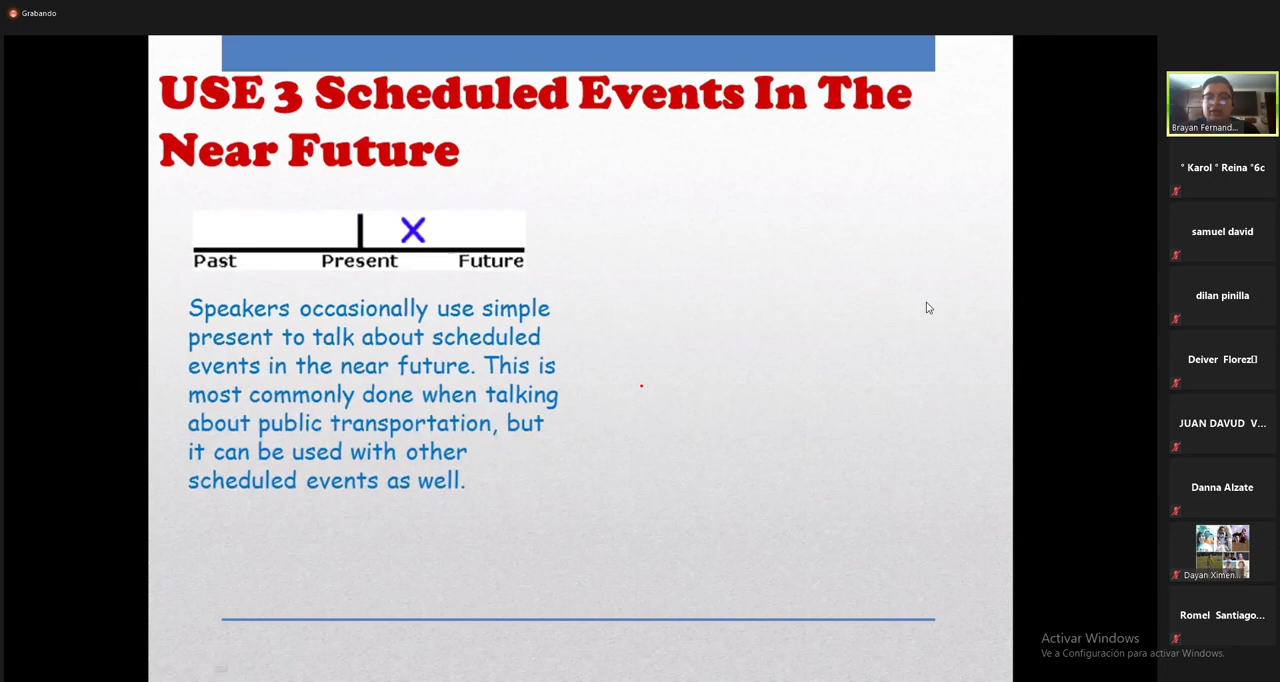 Grabando
USE 3 Scheduled Events In The
Near Future
Past Present Future
Speakers occasionally use simple
present to talk about scheduled
events in the near future. This is
most commonly done when talking
about public transportation, but
it can be used with other
scheduled events as well.
Brayan Fernand...
° Karol ° Reina °6c
samuel david
dilan pinilla
Deiver Florez
JUAN DAVUD V...
Danna Alzate
Dayan Ximen...
Romel Santiago...
Activar Windows
Ve a Configuración para activar Windows.